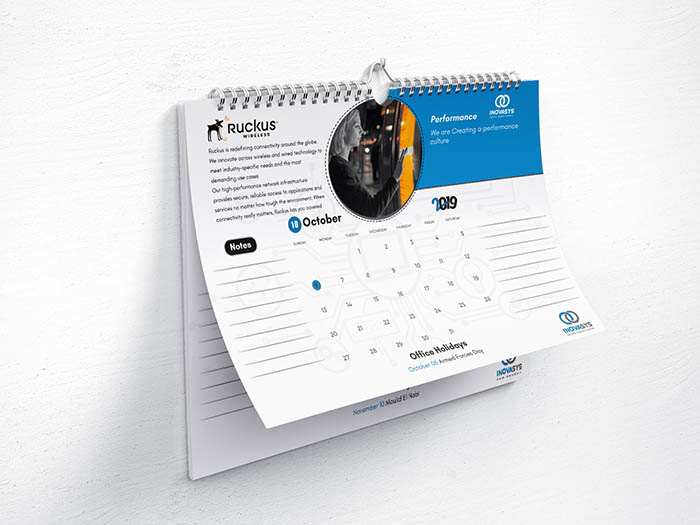 Ruckus
WIRELESS
Ruckus is redefining connectivity around the globe.
We innovate across wireless and wired technology to
meet industry-specific needs and the most
demanding use cases
Our high-performance network infrastructure
provides secure, reliable access to applications and
services no matter how tough the environment. When
connectivity really matters, Ruckus has you covered
Performance
We are Creating a performance
culture
INOVASYS
10 October
2019
Notes
SUNDAY MONDAY TUESDAY WEDNESDAY THURSDAY FRIDAY SATURDAY
1 2 3 4 5
6 7 8 9 10 11 12
13 14 15 16 17 18 19
20 21 22 23 24 25 26
27 28 29 30 31
Office Holidays
October 06 Armed Forces Day
INOVASYS
INOVASYS
November 10 Moulid El Nabi